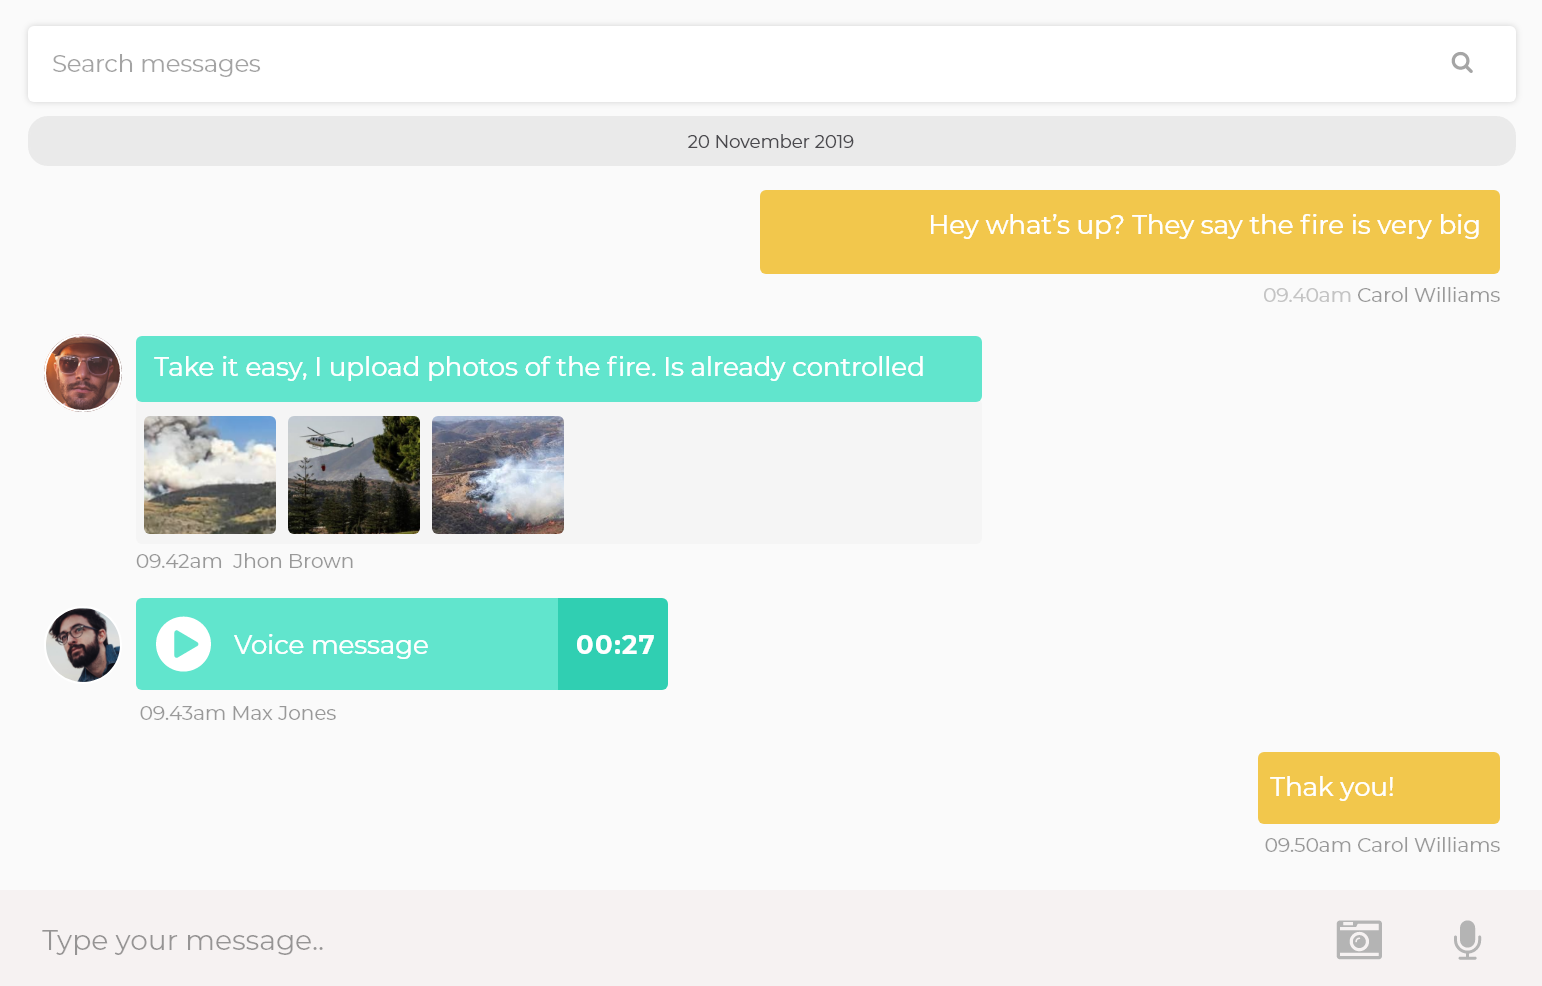 Search messages
20 November 2019
Hey what’s up? They say the fire is very big
09.40am Carol Williams
Take it easy, I upload photos of the fire. Is already controlled
09.42am  Jhon Brown
Voice message 00:27
09.43am Max Jones
Thak you!
09.50am Carol Williams
Type your message..